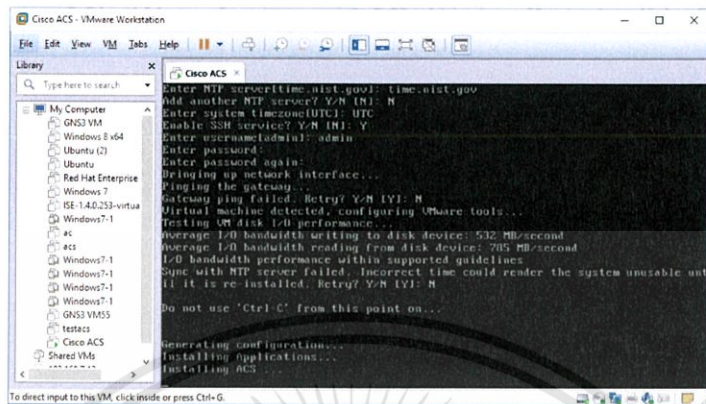 Cisco ACS - VMware Workstation
File Edit View VM Tabs Help
Library
Type here to search
My Computer
GNS3 VM
Windows 8 x64
Ubuntu (2)
Ubuntu
Red Hat Enterprise
Windows 7
ISE-1.4.0.253-virtua
Windows7-1
ac
acs
Windows7-1
Windows7-1
Windows7-1
Windows7-1
GNS3 VM55
testacs
Cisco ACS
Shared VMs
Cisco ACS
Enter NTP server[time.nist.gov]: time.nist.gov
Add another NTP server? Y/N [N]: N
Enter system timezone[UTC]: UTC
Enable SSH service? Y/N [N]: Y
Enter username[admin]: admin
Enter password:
Enter password again:
Bringing up network interface...
Pinging the gateway...
Gateway ping failed. Retry? Y/N [Y]: N
Virtual machine detected, configuring VMware tools...
Testing VM disk I/O performance...
Average I/O bandwidth writing to disk device: 532 MB/second
Average I/O bandwidth reading from disk device: 785 MB/second
I/O bandwidth performance within supported guidelines
Sync with NTP server failed. Incorrect time could render the system unusable unt
il it is re-installed. Retry? Y/N [Y]: N
Do not use 'Ctrl-C' from this point on...
Generating configuration...
Installing Applications...
Installing ACS ...
To direct input to this VM, click inside or press Ctrl+G.